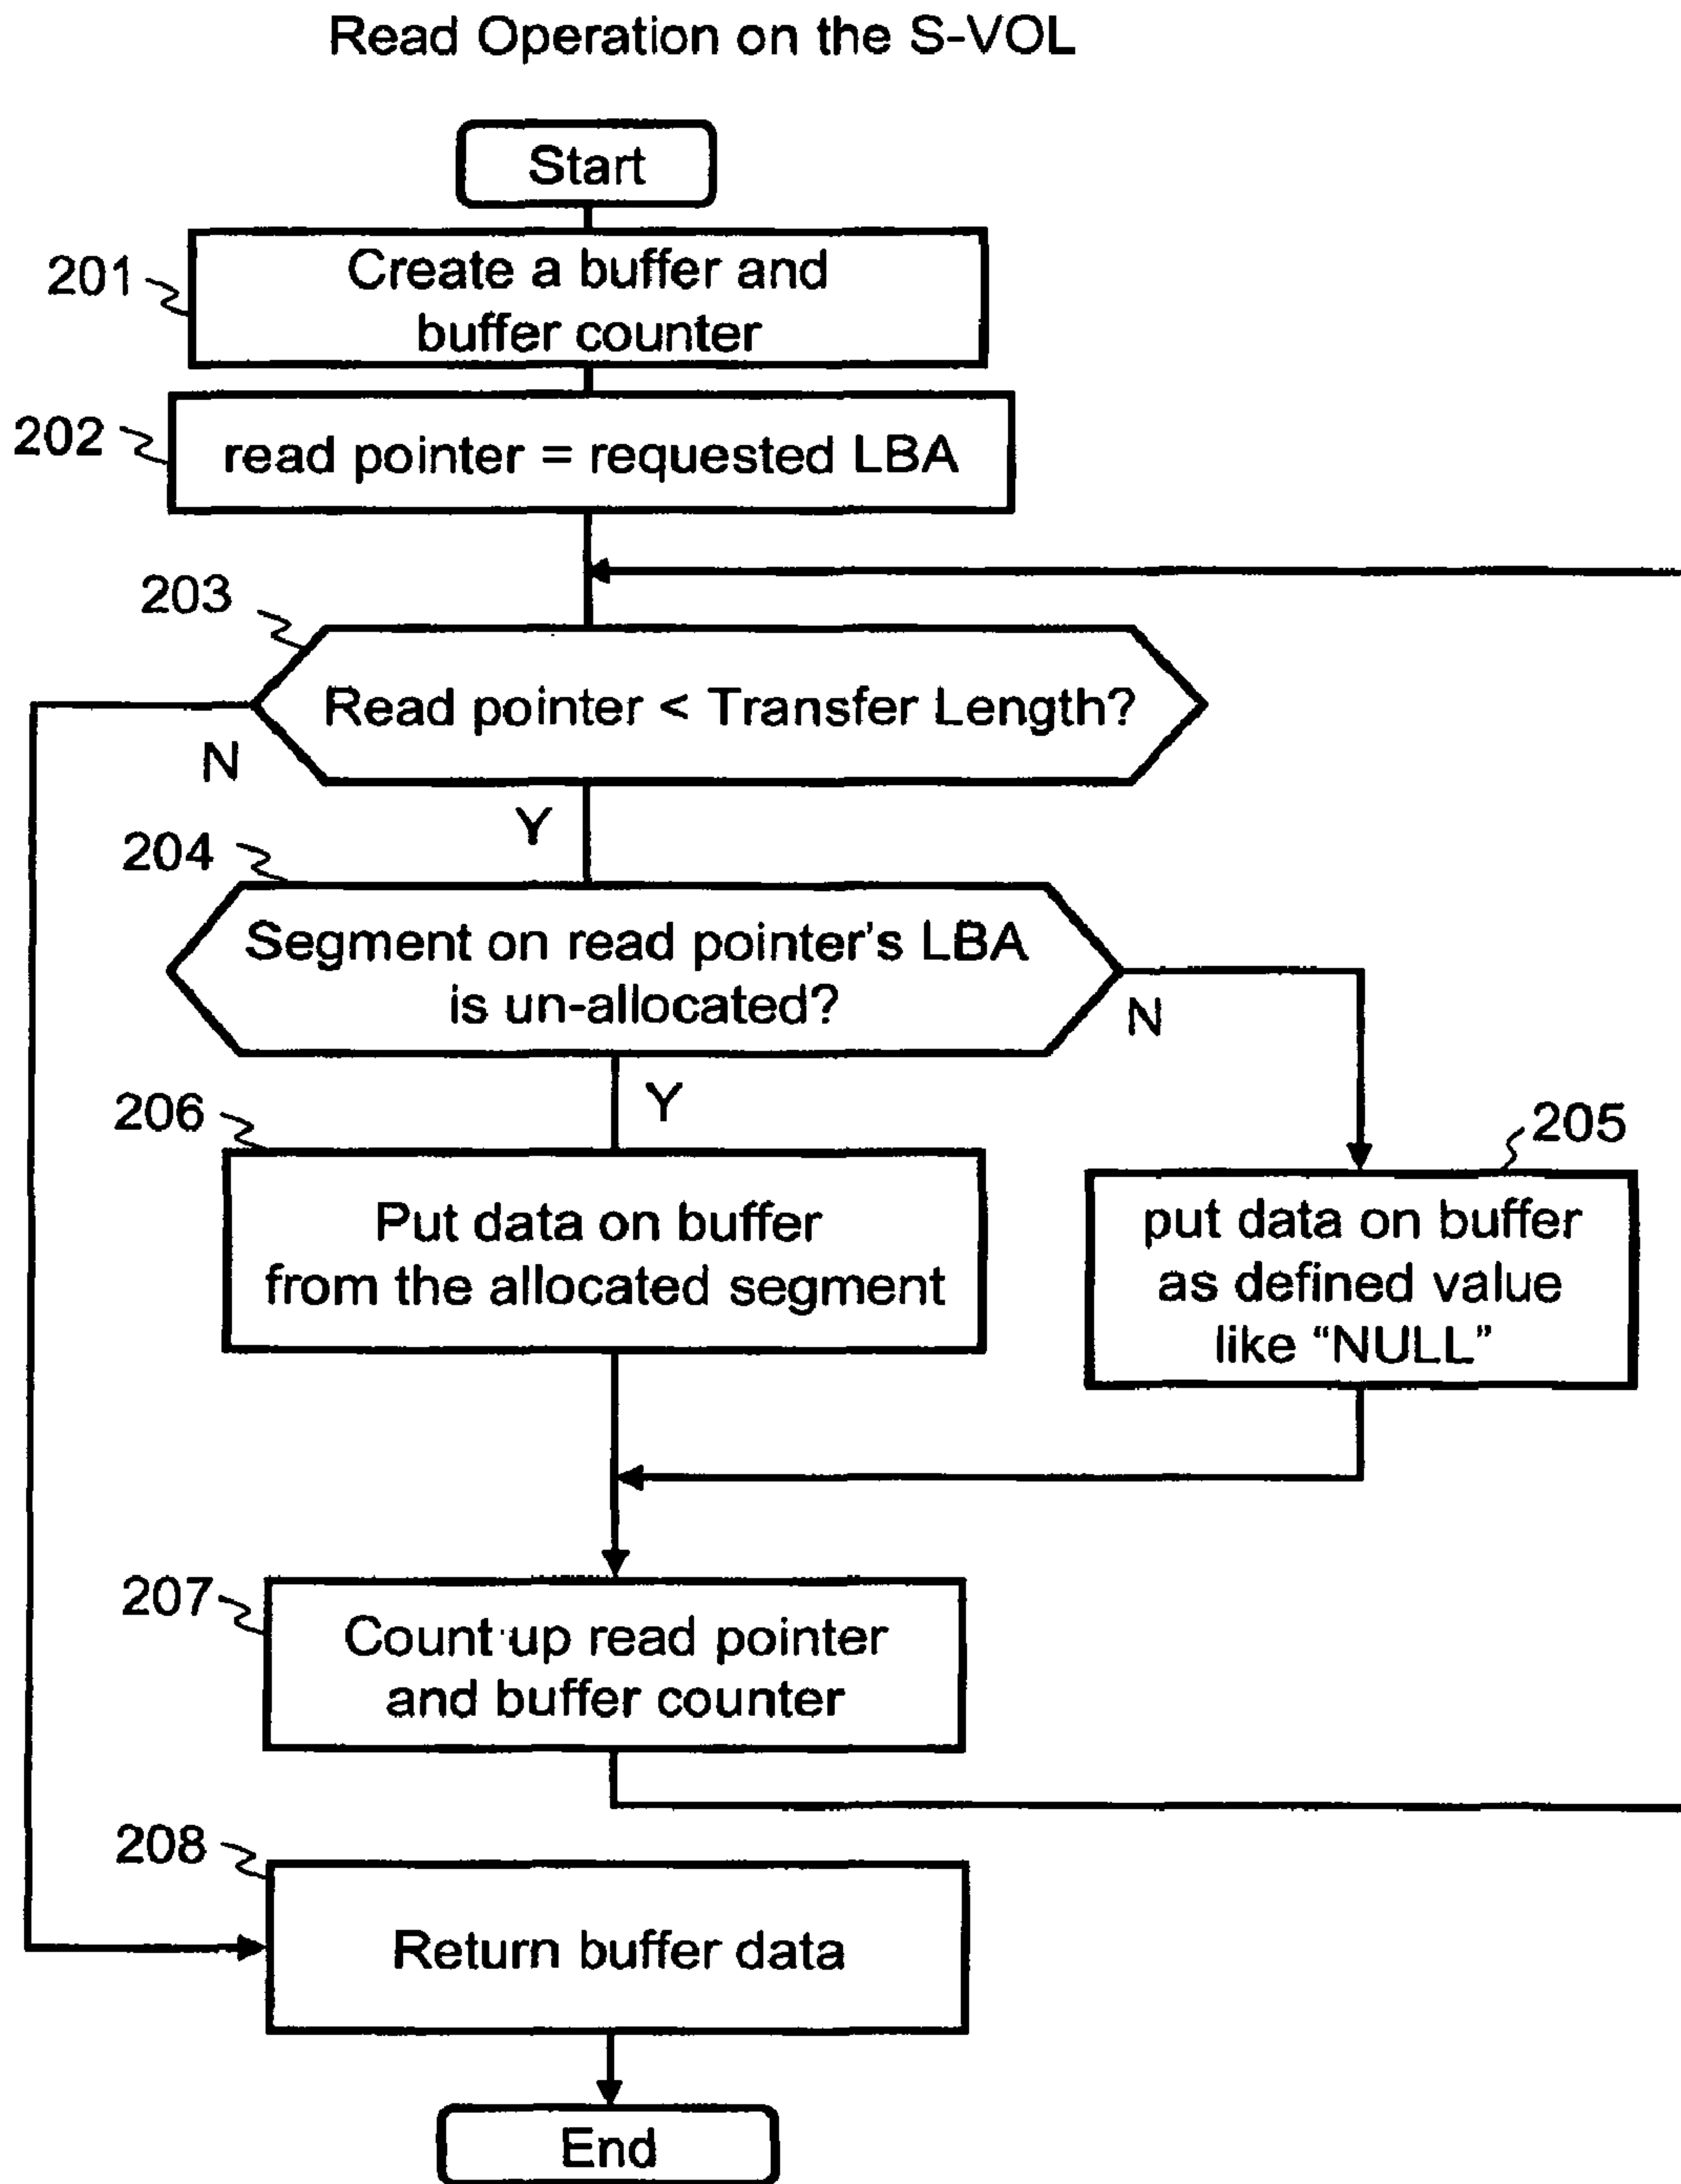 Read Operation on the S-VOL
Start
201
Create a buffer and
buffer counter
202
read pointer = requested LBA
203
Read pointer < Transfer Length?
N
Y
204
Segment on read pointer’s LBA
is un-allocated?
N
Y
206
Put data on buffer
from the allocated segment
205
put data on buffer
as defined value
like “NULL”
207
Count up read pointer
and buffer counter
208
Return buffer data
End